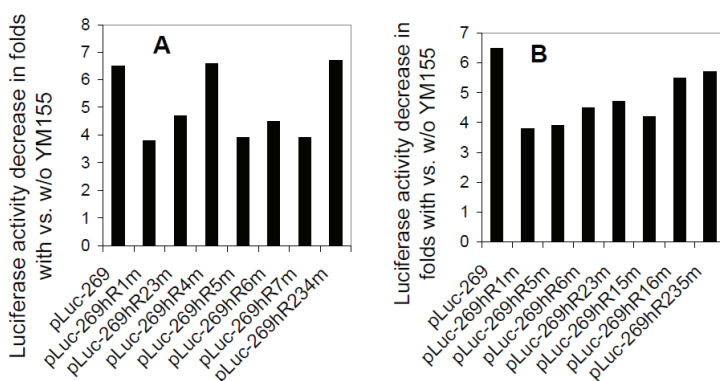 A
Luciferase activity decrease in folds
with vs. w/o YM155
8
7
6
5
4
3
2
1
0
pLuc-269
pLuc-269hR1m
pLuc-269hR23m
pLuc-269hR4m
pLuc-269hR5m
pLuc-269hR6m
pLuc-269hR7m
pLuc-269hR234m
B
Luciferase activity decrease in
folds with vs. w/o YM155
7
6
5
4
3
2
1
0
pLuc-269
pLuc-269hR1m
pLuc-269hR5m
pLuc-269hR6m
pLuc-269hR23m
pLuc-269hR15m
pLuc-269hR16m
pLuc-269hR235m